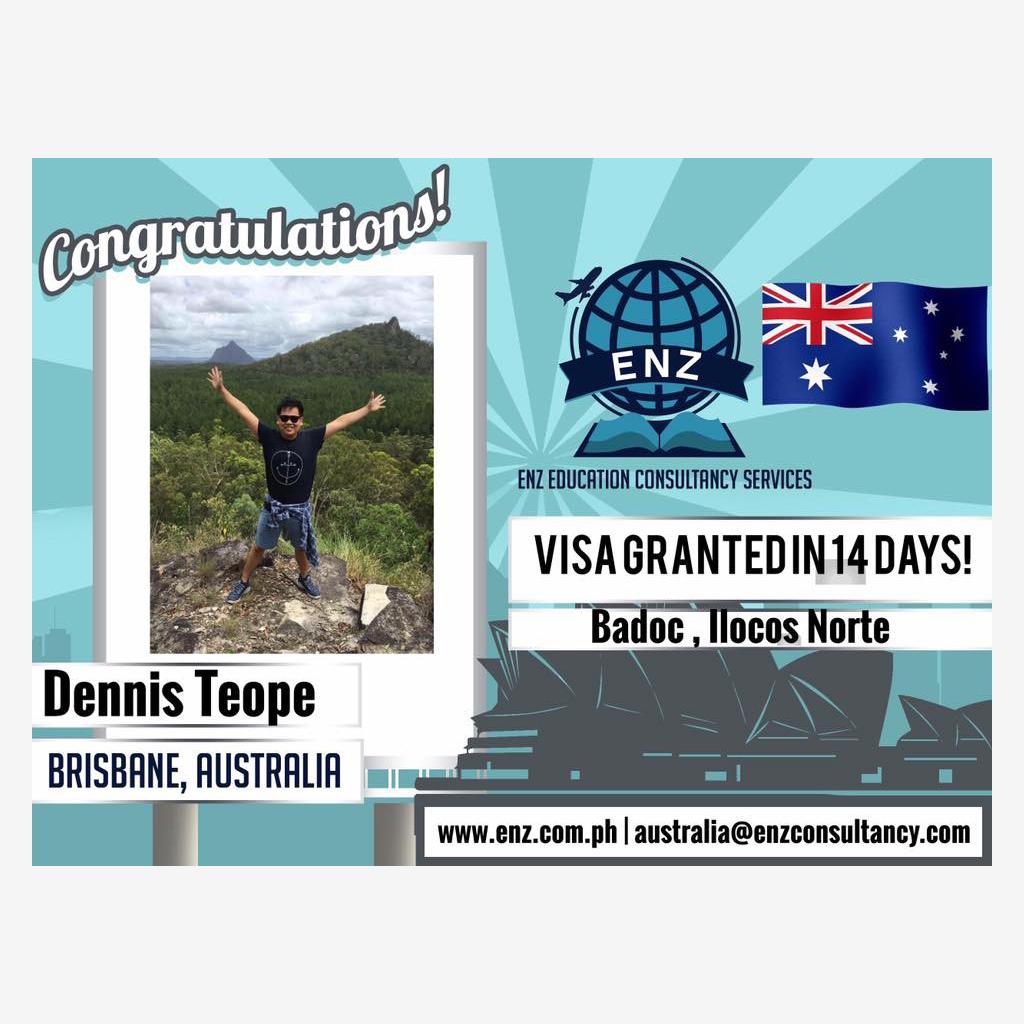 Congratulations!
ENZ
ENZ EDUCATION CONSULTANCY SERVICES
VISA GRANTED IN 14 DAYS!
Badoc , Ilocos Norte
Dennis Teope
BRISBANE, AUSTRALIA
www.enz.com.ph | australia@enzconsultancy.com